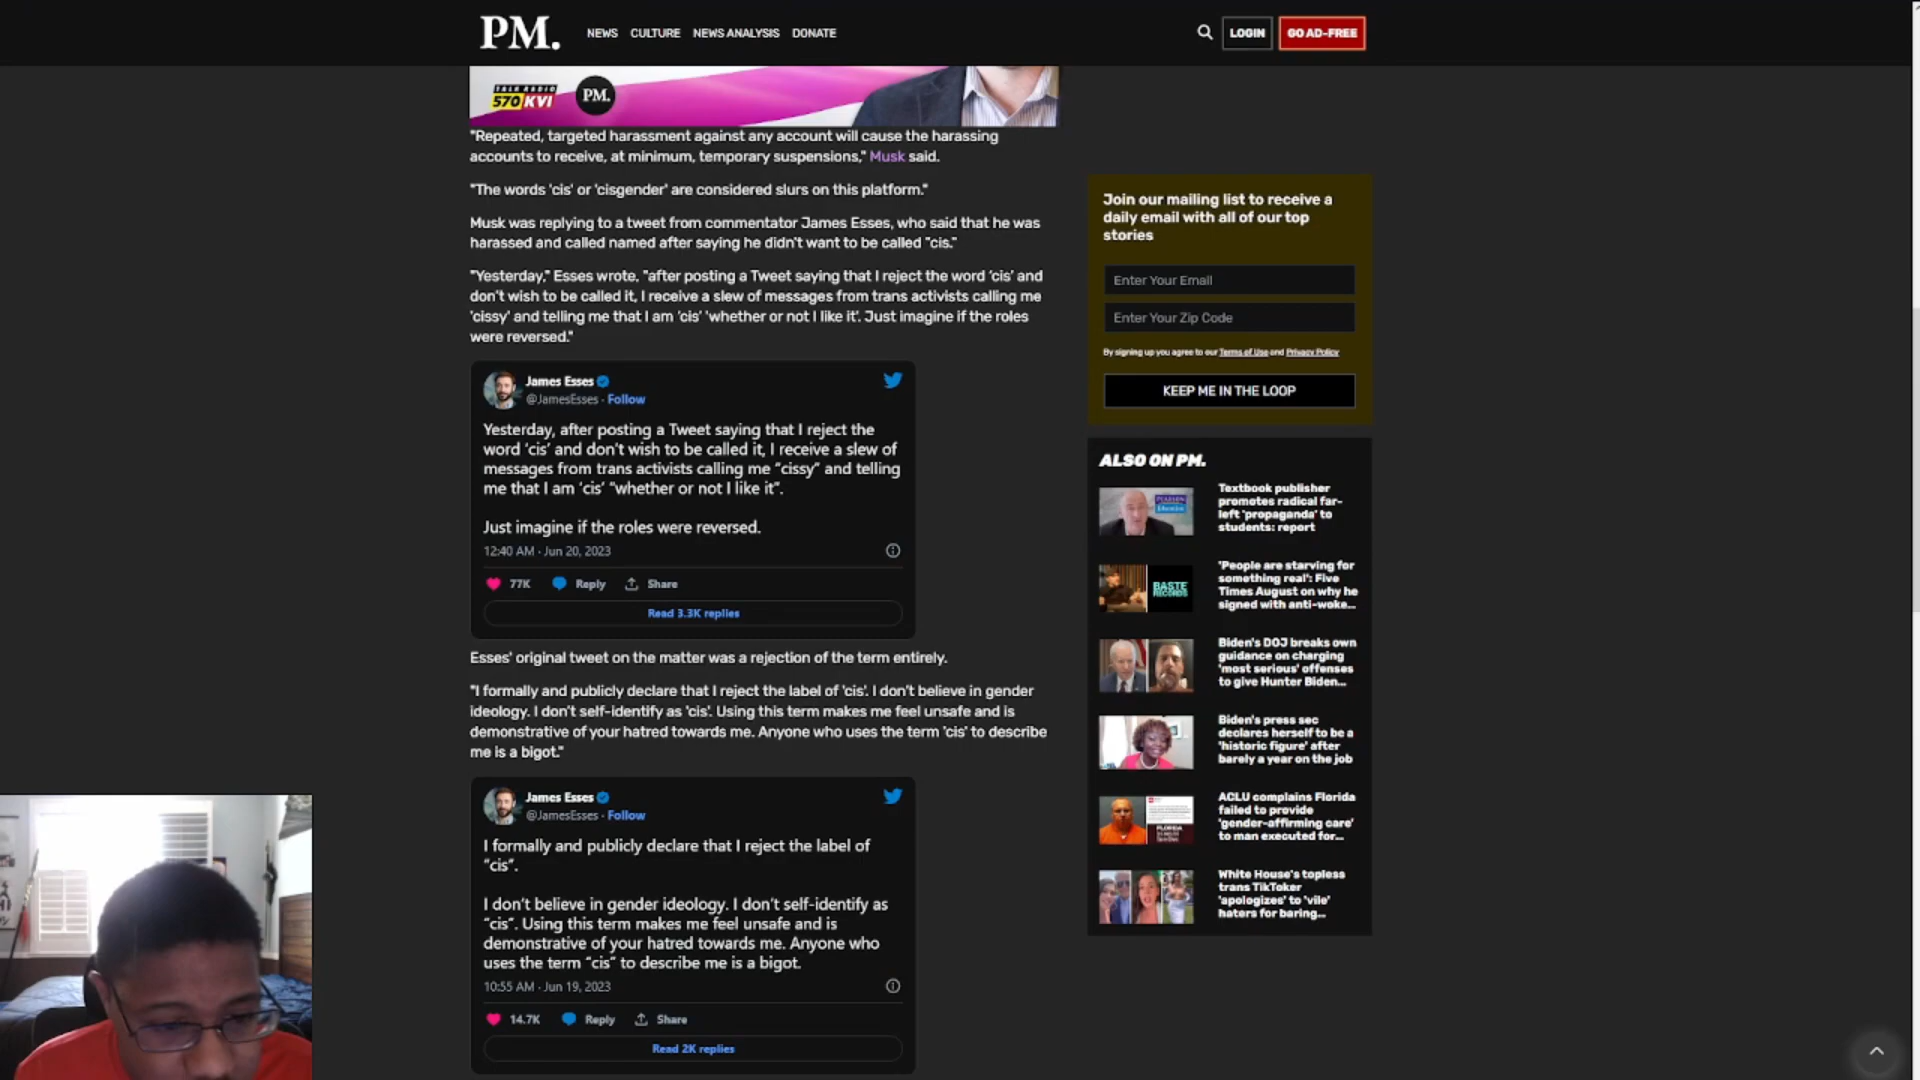 PM.
NEWS CULTURE NEWS ANALYSIS DONATE
LOGIN
GO AD-FREE
TALK RADIO
570 KVI
PM.
"Repeated, targeted harassment against any account will cause the harassing
accounts to receive, at minimum, temporary suspensions," Musk said.
"The words 'cis' or 'cisgender' are considered slurs on this platform."
Musk was replying to a tweet from commentator James Esses, who said that he was
harassed and called named after saying he didn't want to be called "cis."
"Yesterday," Esses wrote, "after posting a Tweet saying that I reject the word 'cis' and
don't wish to be called it, I receive a slew of messages from trans activists calling me
'cissy' and telling me that I am 'cis' 'whether or not I like it'. Just imagine if the roles
were reversed."
James Esses
@JamesEsses · Follow
Yesterday, after posting a Tweet saying that I reject the
word ‘cis’ and don’t wish to be called it, I receive a slew of
messages from trans activists calling me “cissy” and telling
me that I am ‘cis’ “whether or not I like it”.
Just imagine if the roles were reversed.
12:40 AM · Jun 20, 2023
77K Reply Share
Read 3.3K replies
Esses' original tweet on the matter was a rejection of the term entirely.
"I formally and publicly declare that I reject the label of 'cis'. I don't believe in gender
ideology. I don't self-identify as 'cis'. Using this term makes me feel unsafe and is
demonstrative of your hatred towards me. Anyone who uses the term 'cis' to describe
me is a bigot."
James Esses
@JamesEsses · Follow
I formally and publicly declare that I reject the label of
“cis”.
I don’t believe in gender ideology. I don’t self-identify as
“cis”. Using this term makes me feel unsafe and is
demonstrative of your hatred towards me. Anyone who
uses the term “cis” to describe me is a bigot.
10:55 AM · Jun 19, 2023
14.7K Reply Share
Read 2K replies
Join our mailing list to receive a
daily email with all of our top
stories
Enter Your Email
Enter Your Zip Code
By signing up you agree to our Terms of Use and Privacy Policy
KEEP ME IN THE LOOP
ALSO ON PM.
Textbook publisher
promotes radical far-
left 'propaganda' to
students: report
BASTE
RECORDS
'People are starving for
something real': Five
Times August on why he
signed with anti-woke...
Biden's DOJ breaks own
guidance on charging
'most serious' offenses
to give Hunter Biden...
Biden's press sec
declares herself to be a
'historic figure' after
barely a year on the job
ACLU complains Florida
failed to provide
'gender-affirming care'
to man executed for...
White House's topless
trans TikToker
'apologizes' to 'vile'
haters for baring...